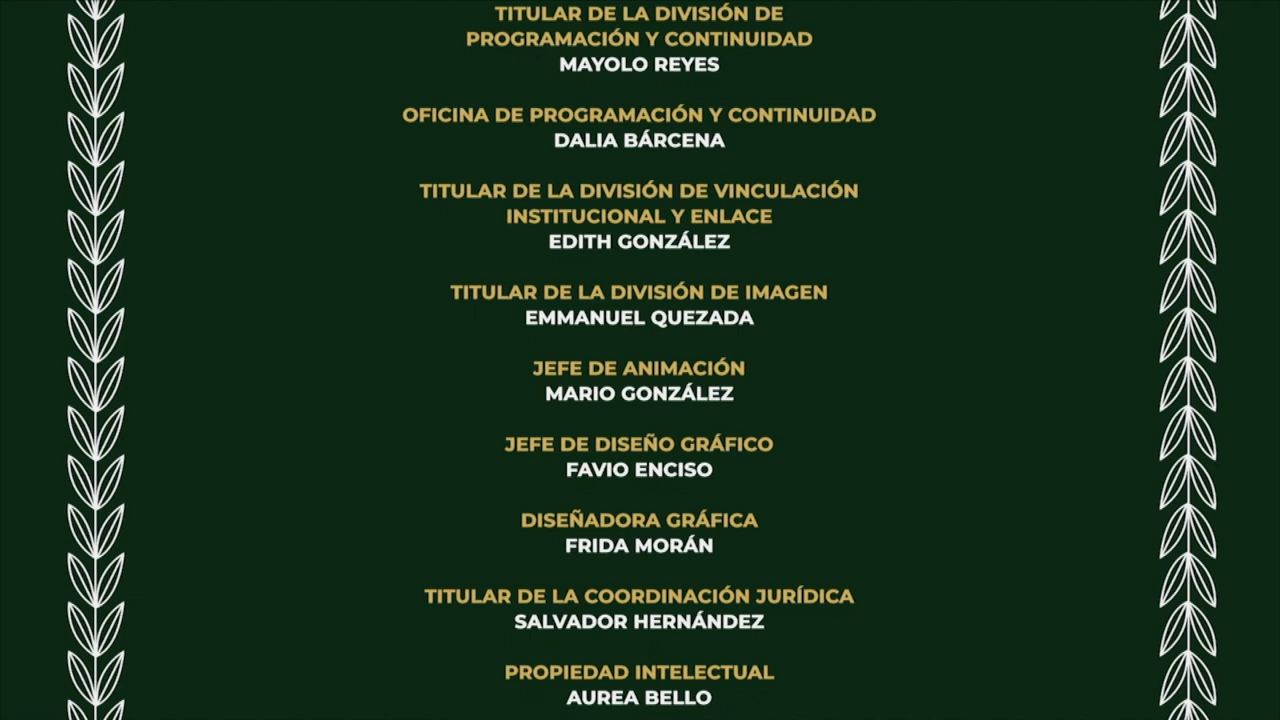 TITULAR DE LA DIVISIÓN DE
PROGRAMACIÓN Y CONTINUIDAD
MAYOLO REYES
OFICINA DE PROGRAMACIÓN Y CONTINUIDAD
DALIA BÁRCENA
TITULAR DE LA DIVISIÓN DE VINCULACIÓN
INSTITUCIONAL Y ENLACE
EDITH GONZÁLEZ
TITULAR DE LA DIVISIÓN DE IMAGEN
EMMANUEL QUEZADA
JEFE DE ANIMACIÓN
MARIO GONZÁLEZ
JEFE DE DISEÑO GRÁFICO
FAVIO ENCISO
DISEÑADORA GRÁFICA
FRIDA MORÁN
TITULAR DE LA COORDINACIÓN JURÍDICA
SALVADOR HERNÁNDEZ
PROPIEDAD INTELECTUAL
AUREA BELLO